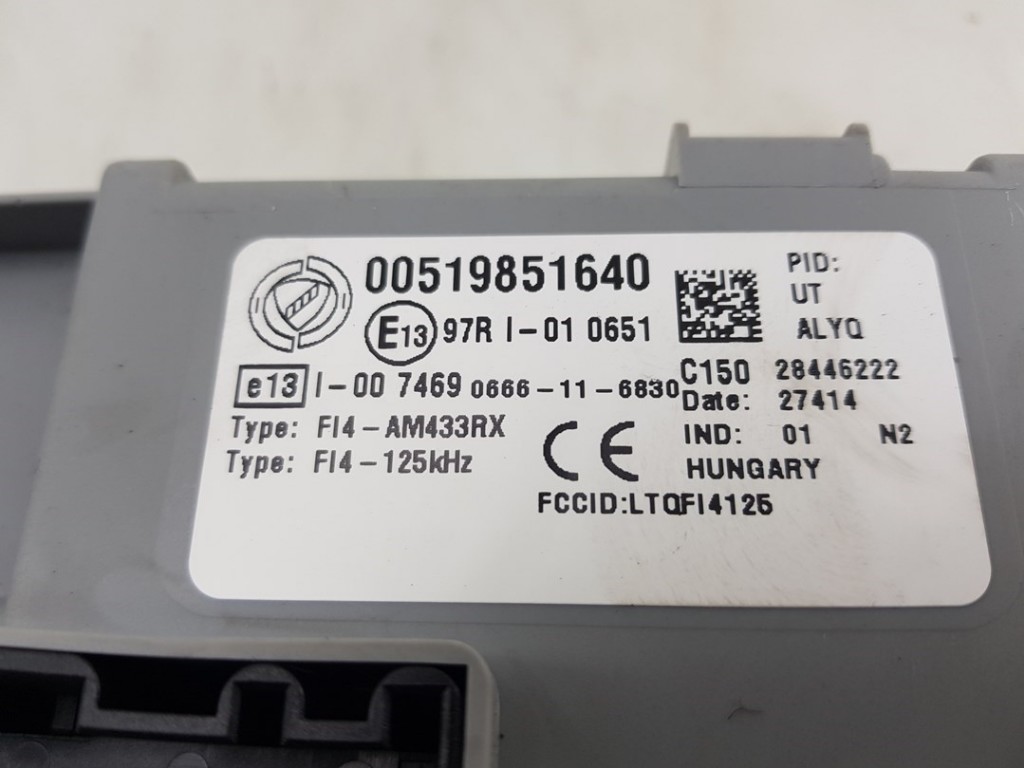 00519851640
E13 97R I-01 0651
e13 I-00 7469 0666-11-6830
Type: FI4-AM433RX
Type: FI4-125kHz
CE
FCCID:LTQFI4125
PID:
UT
ALYQ
C150 28446222
Date: 27414
IND: 01 N2
HUNGARY